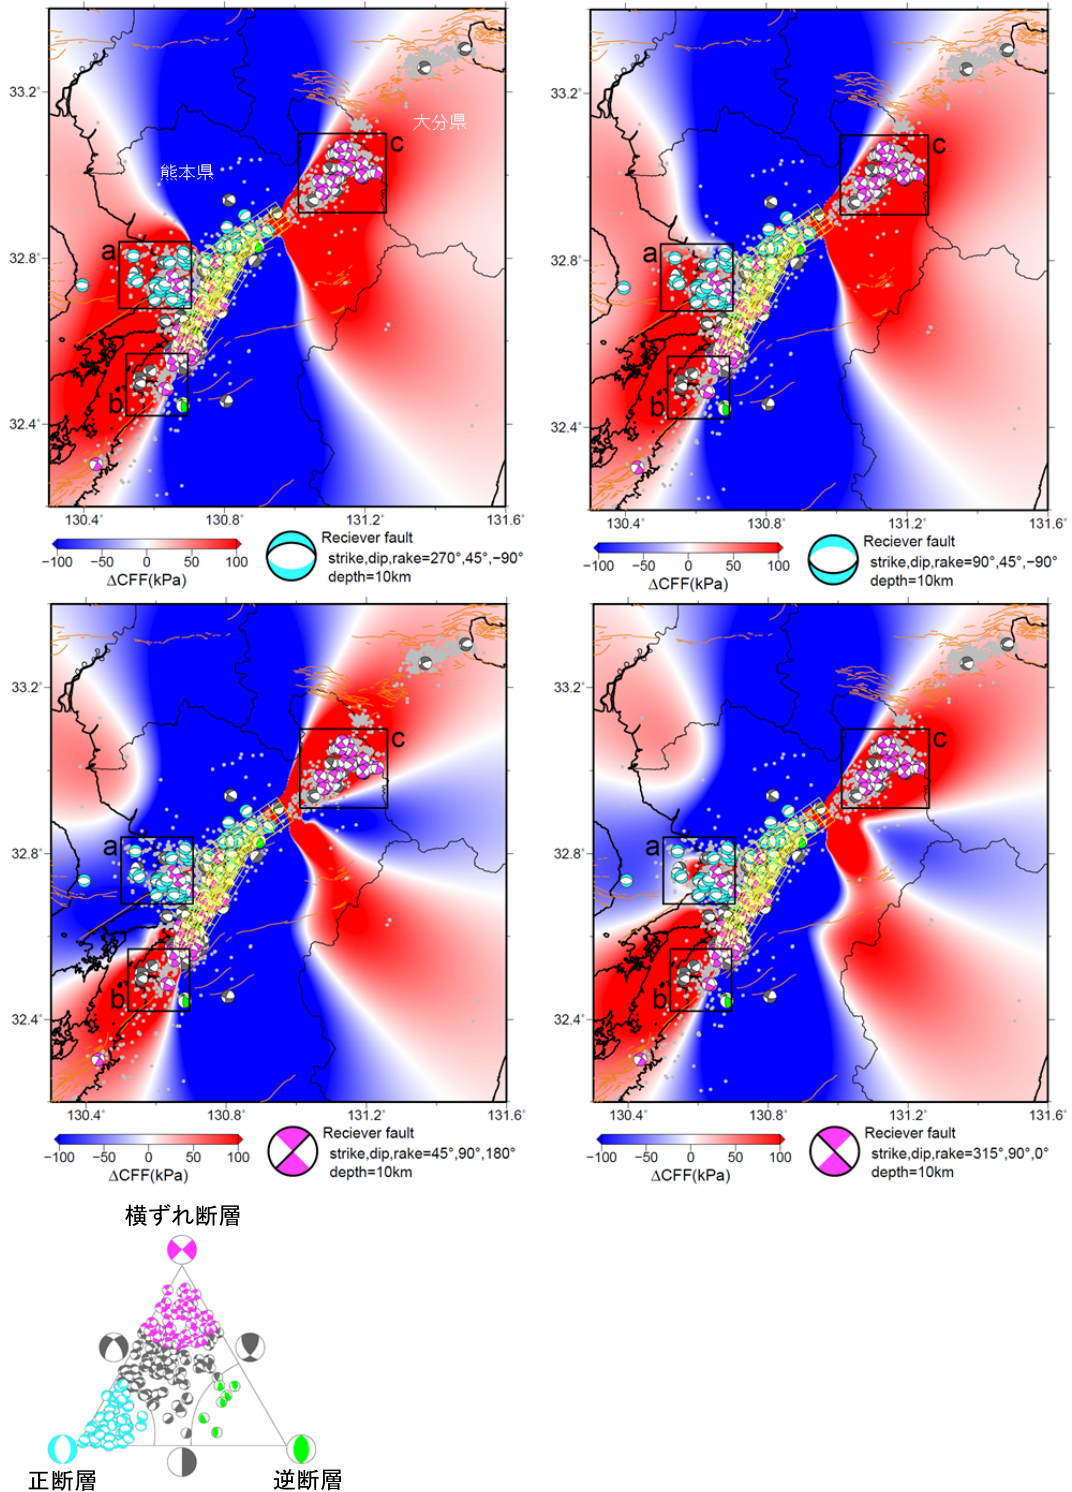 33.2˚
32.8˚
32.4˚
熊本県
大分県
a
b
c
130.4˚
130.8˚
131.2˚
131.6˚
−100
−50
0
50
100
ΔCFF(kPa)
Reciever fault
strike,dip,rake=270°,45°,−90°
depth=10km
33.2˚
32.8˚
32.4˚
a
b
c
130.4˚
130.8˚
131.2˚
131.6˚
−100
−50
0
50
100
ΔCFF(kPa)
Reciever fault
strike,dip,rake=90°,45°,−90°
depth=10km
33.2˚
32.8˚
32.4˚
a
b
c
130.4˚
130.8˚
131.2˚
131.6˚
−100
−50
0
50
100
ΔCFF(kPa)
Reciever fault
strike,dip,rake=45°,90°,180°
depth=10km
33.2˚
32.8˚
32.4˚
a
b
c
130.4˚
130.8˚
131.2˚
131.6˚
−100
−50
0
50
100
ΔCFF(kPa)
Reciever fault
strike,dip,rake=315°,90°,0°
depth=10km
横ずれ断層
正断層
逆断層